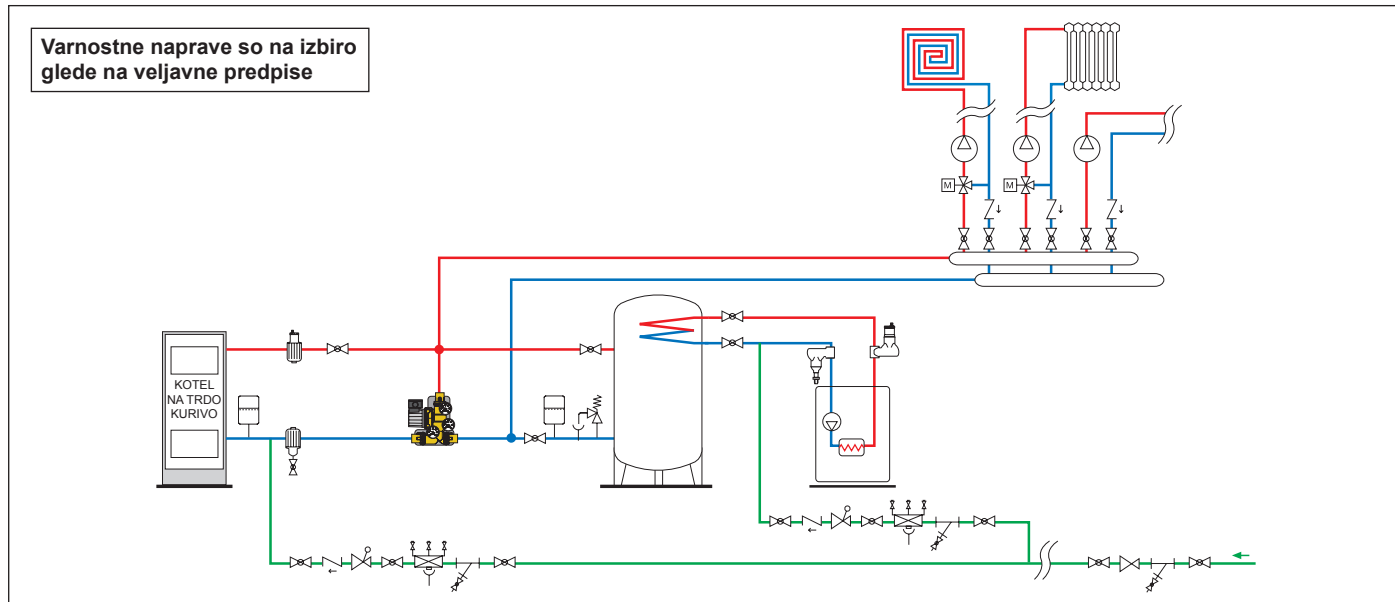 Varnostne naprave so na izbiro
glede na veljavne predpise
M
M
KOTEL
NA TRDO
KURIVO